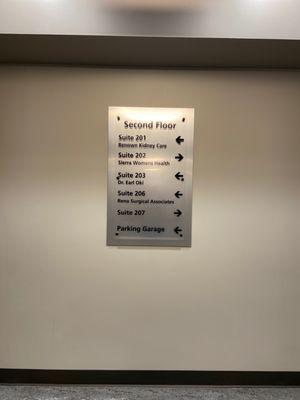 Second Floor
Suite 201 ←
Renown Kidney Care
Suite 202 →
Sierra Womens Health
Suite 203 ←
Dr. Earl Oki
Suite 206 ←
Reno Surgical Associates
Suite 207 →
Parking Garage ←